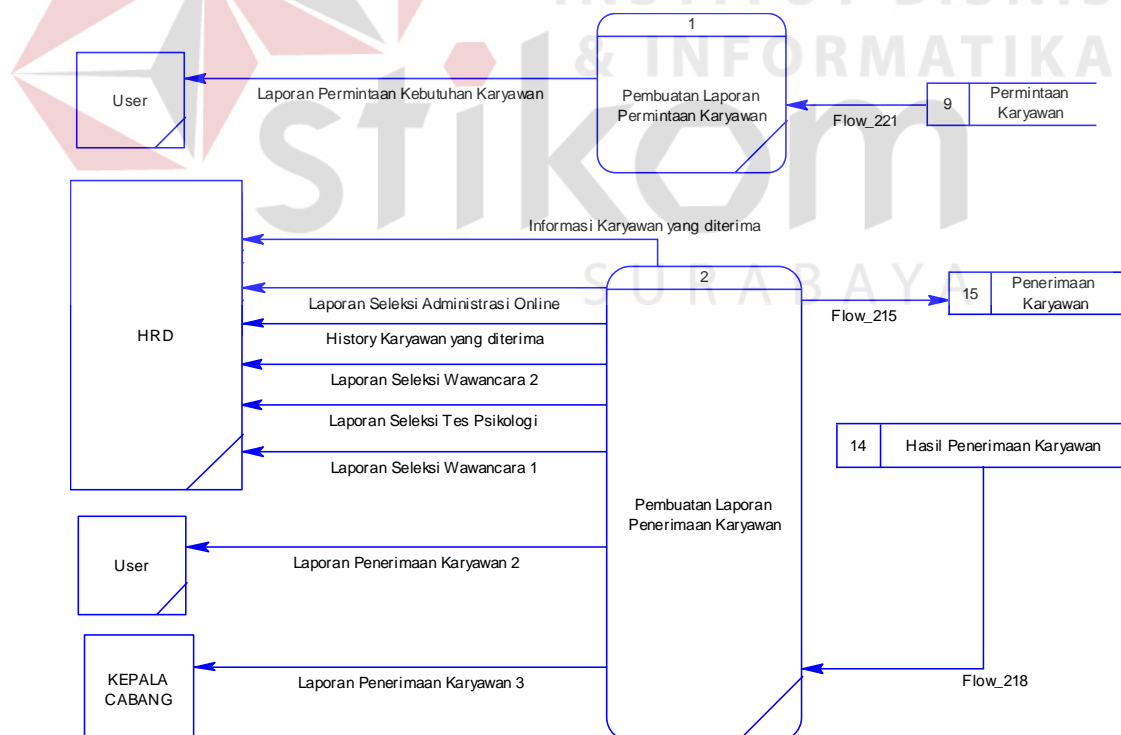 INSTITUT BISNIS
& INFORMATIKA
stikom
SURABAYA
1
User
Laporan Permintaan Kebutuhan Karyawan
Pembuatan Laporan
Permintaan Karyawan
Flow_221
9
Permintaan
Karyawan
Informasi Karyawan yang diterima
HRD
Laporan Seleksi Administrasi Online
History Karyawan yang diterima
Laporan Seleksi Wawancara 2
Laporan Seleksi Tes Psikologi
Laporan Seleksi Wawancara 1
2
Pembuatan Laporan
Penerimaan Karyawan
Flow_215
15
Penerimaan
Karyawan
14
Hasil Penerimaan Karyawan
User
Laporan Penerimaan Karyawan 2
KEPALA
CABANG
Laporan Penerimaan Karyawan 3
Flow_218